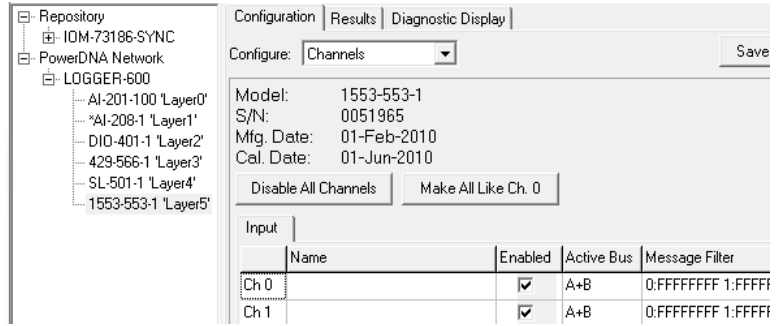 Repository
IOM-73186-SYNC
PowerDNA Network
LOGGER-600
AI-201-100 'Layer0'
*AI-208-1 'Layer1'
DIO-401-1 'Layer2'
429-566-1 'Layer3'
SL-501-1 'Layer4'
1553-553-1 'Layer5'
Configuration Results Diagnostic Display
Configure: Channels Save
Model: 1553-553-1
S/N: 0051965
Mfg. Date: 01-Feb-2010
Cal. Date: 01-Jun-2010
Disable All Channels Make All Like Ch. 0
Input
Name Enabled Active Bus Message Filter
Ch 0 A+B 0:FFFFFFFF 1:FFFFF
Ch 1 A+B 0:FFFFFFFF 1:FFFFF